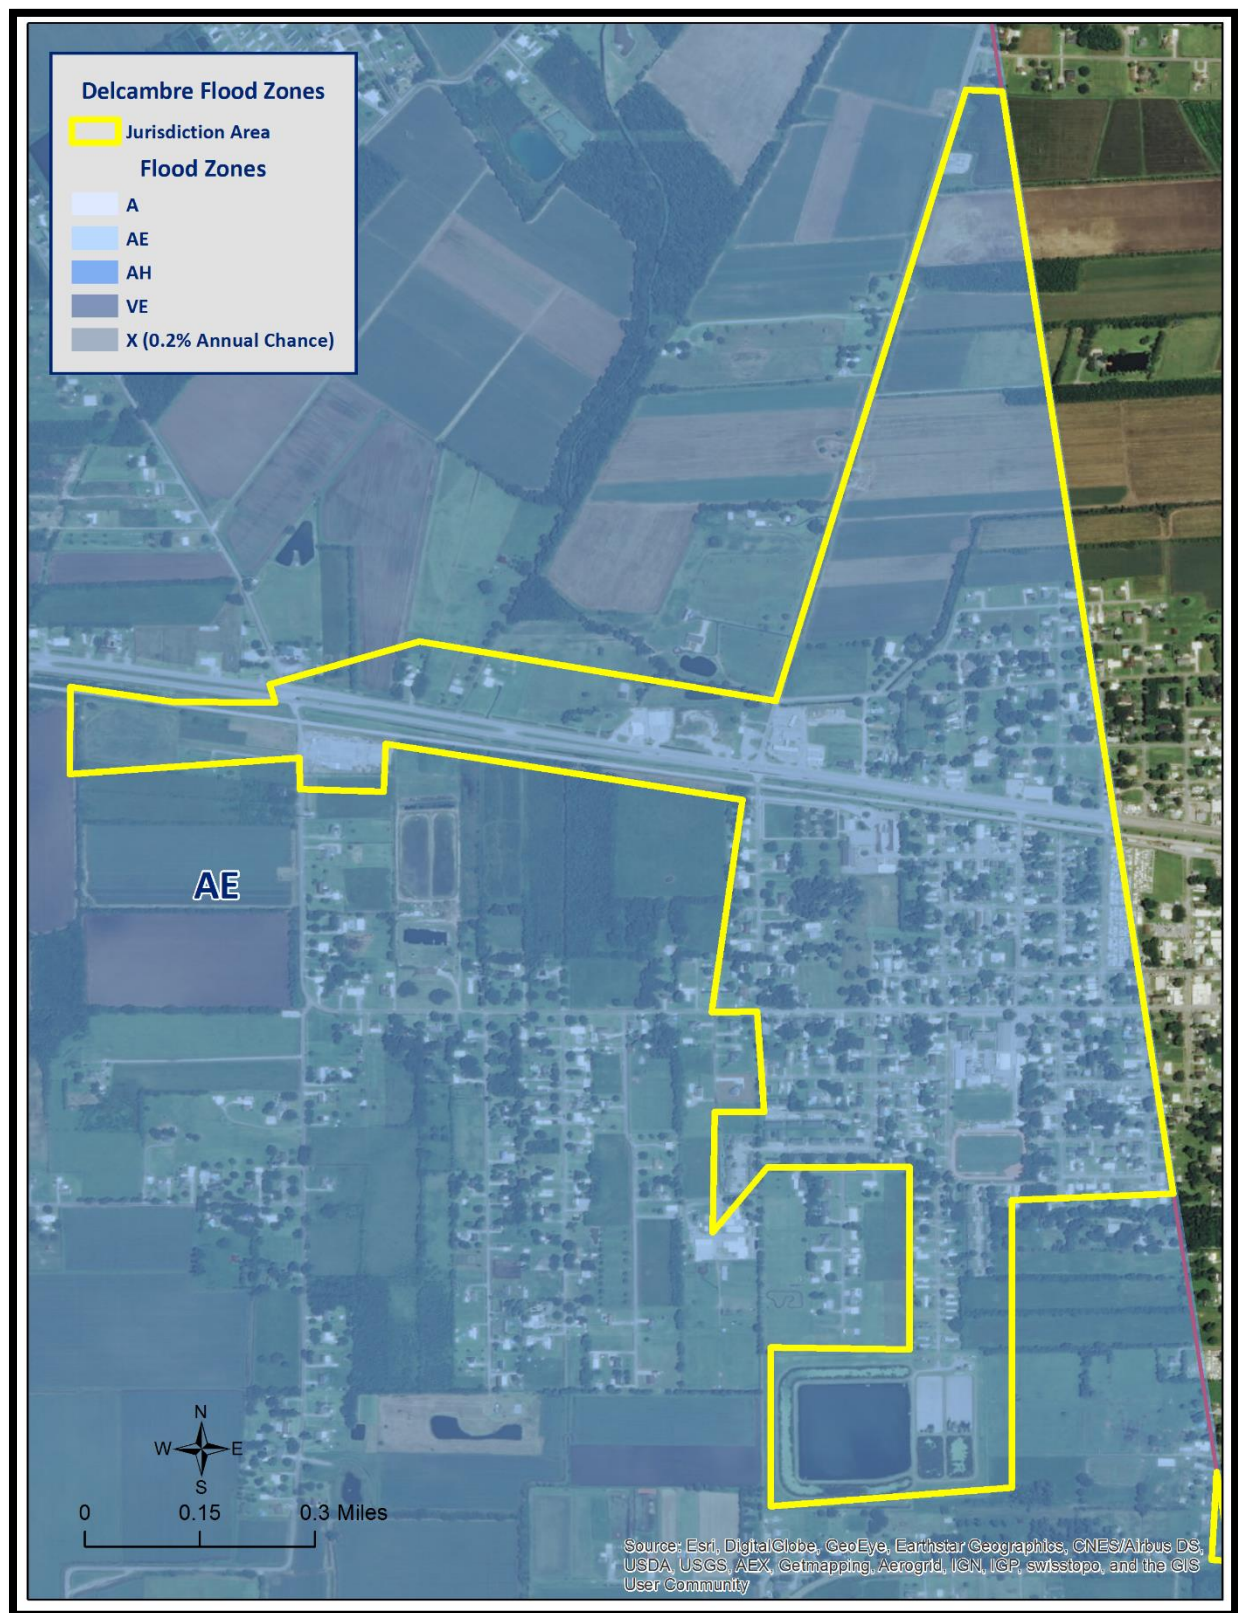 Delcambre Flood Zones
Jurisdiction Area
Flood Zones
A
AE
AH
VE
X (0.2% Annual Chance)
AE
N
W E
S
0 0.15 0.3 Miles
Source: Esri, DigitalGlobe, GeoEye, Earthstar Geographics, CNES/Airbus DS,
USDA, USGS, AEX, Getmapping, Aerogrid, IGN, IGP, swisstopo, and the GIS
User Community